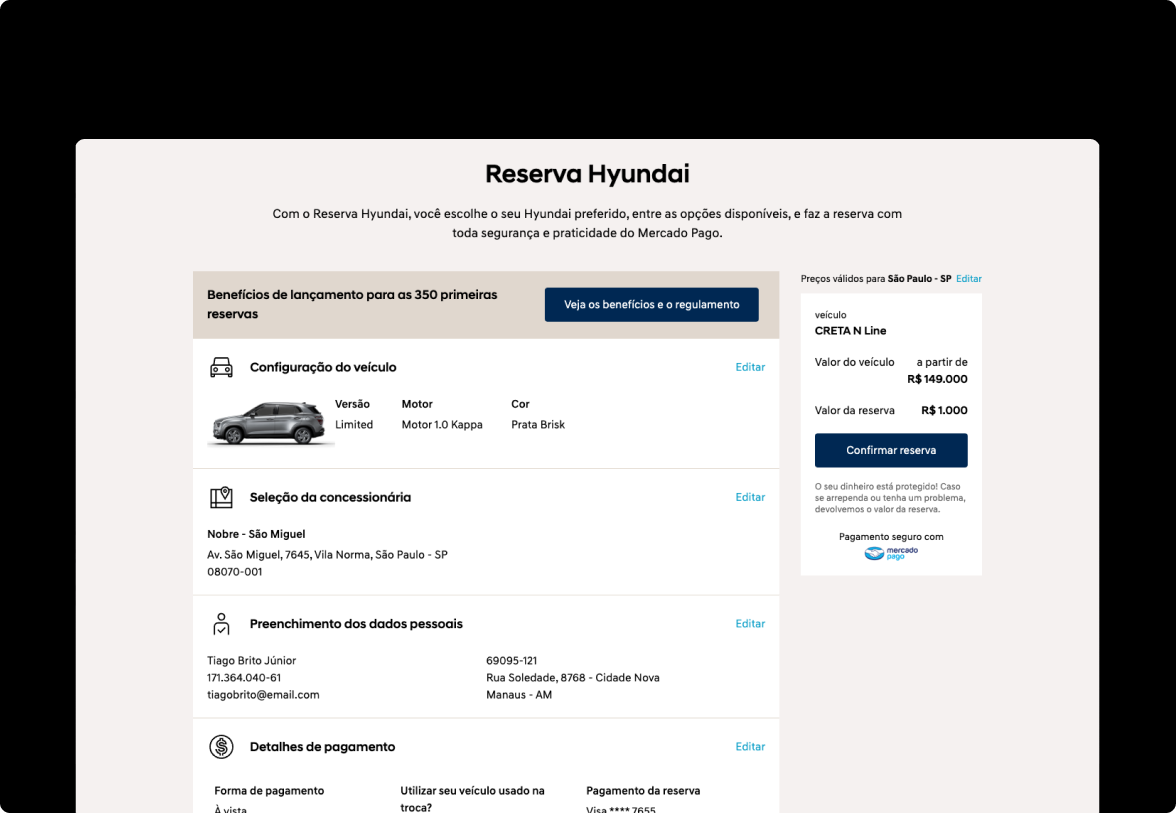 Reserva Hyundai
Com o Reserva Hyundai, você escolhe o seu Hyundai preferido, entre as opções disponíveis, e faz a reserva com
toda segurança e praticidade do Mercado Pago.
Benefícios de lançamento para as 350 primeiras
reservas
Veja os benefícios e o regulamento
Configuração do veículo
Editar
Versão
Motor
Cor
Limited
Motor 1.0 Kappa
Prata Brisk
Seleção da concessionária
Editar
Nobre - São Miguel
Av. São Miguel, 7645, Vila Norma, São Paulo - SP
08070-001
Preenchimento dos dados pessoais
Editar
Tiago Brito Júnior
171.364.040-61
tiagobrito@email.com
69095-121
Rua Soledade, 8768 - Cidade Nova
Manaus - AM
Detalhes de pagamento
Editar
Forma de pagamento
À vista
Utilizar seu veículo usado na
troca?
Pagamento da reserva
Visa **** 7655
Preços válidos para São Paulo - SP Editar
veículo
CRETA N Line
Valor do veículo
a partir de
R$ 149.000
Valor da reserva
R$ 1.000
Confirmar reserva
O seu dinheiro está protegido! Caso
se arrependa ou tenha um problema,
devolvemos o valor da reserva.
Pagamento seguro com
mercado
pago